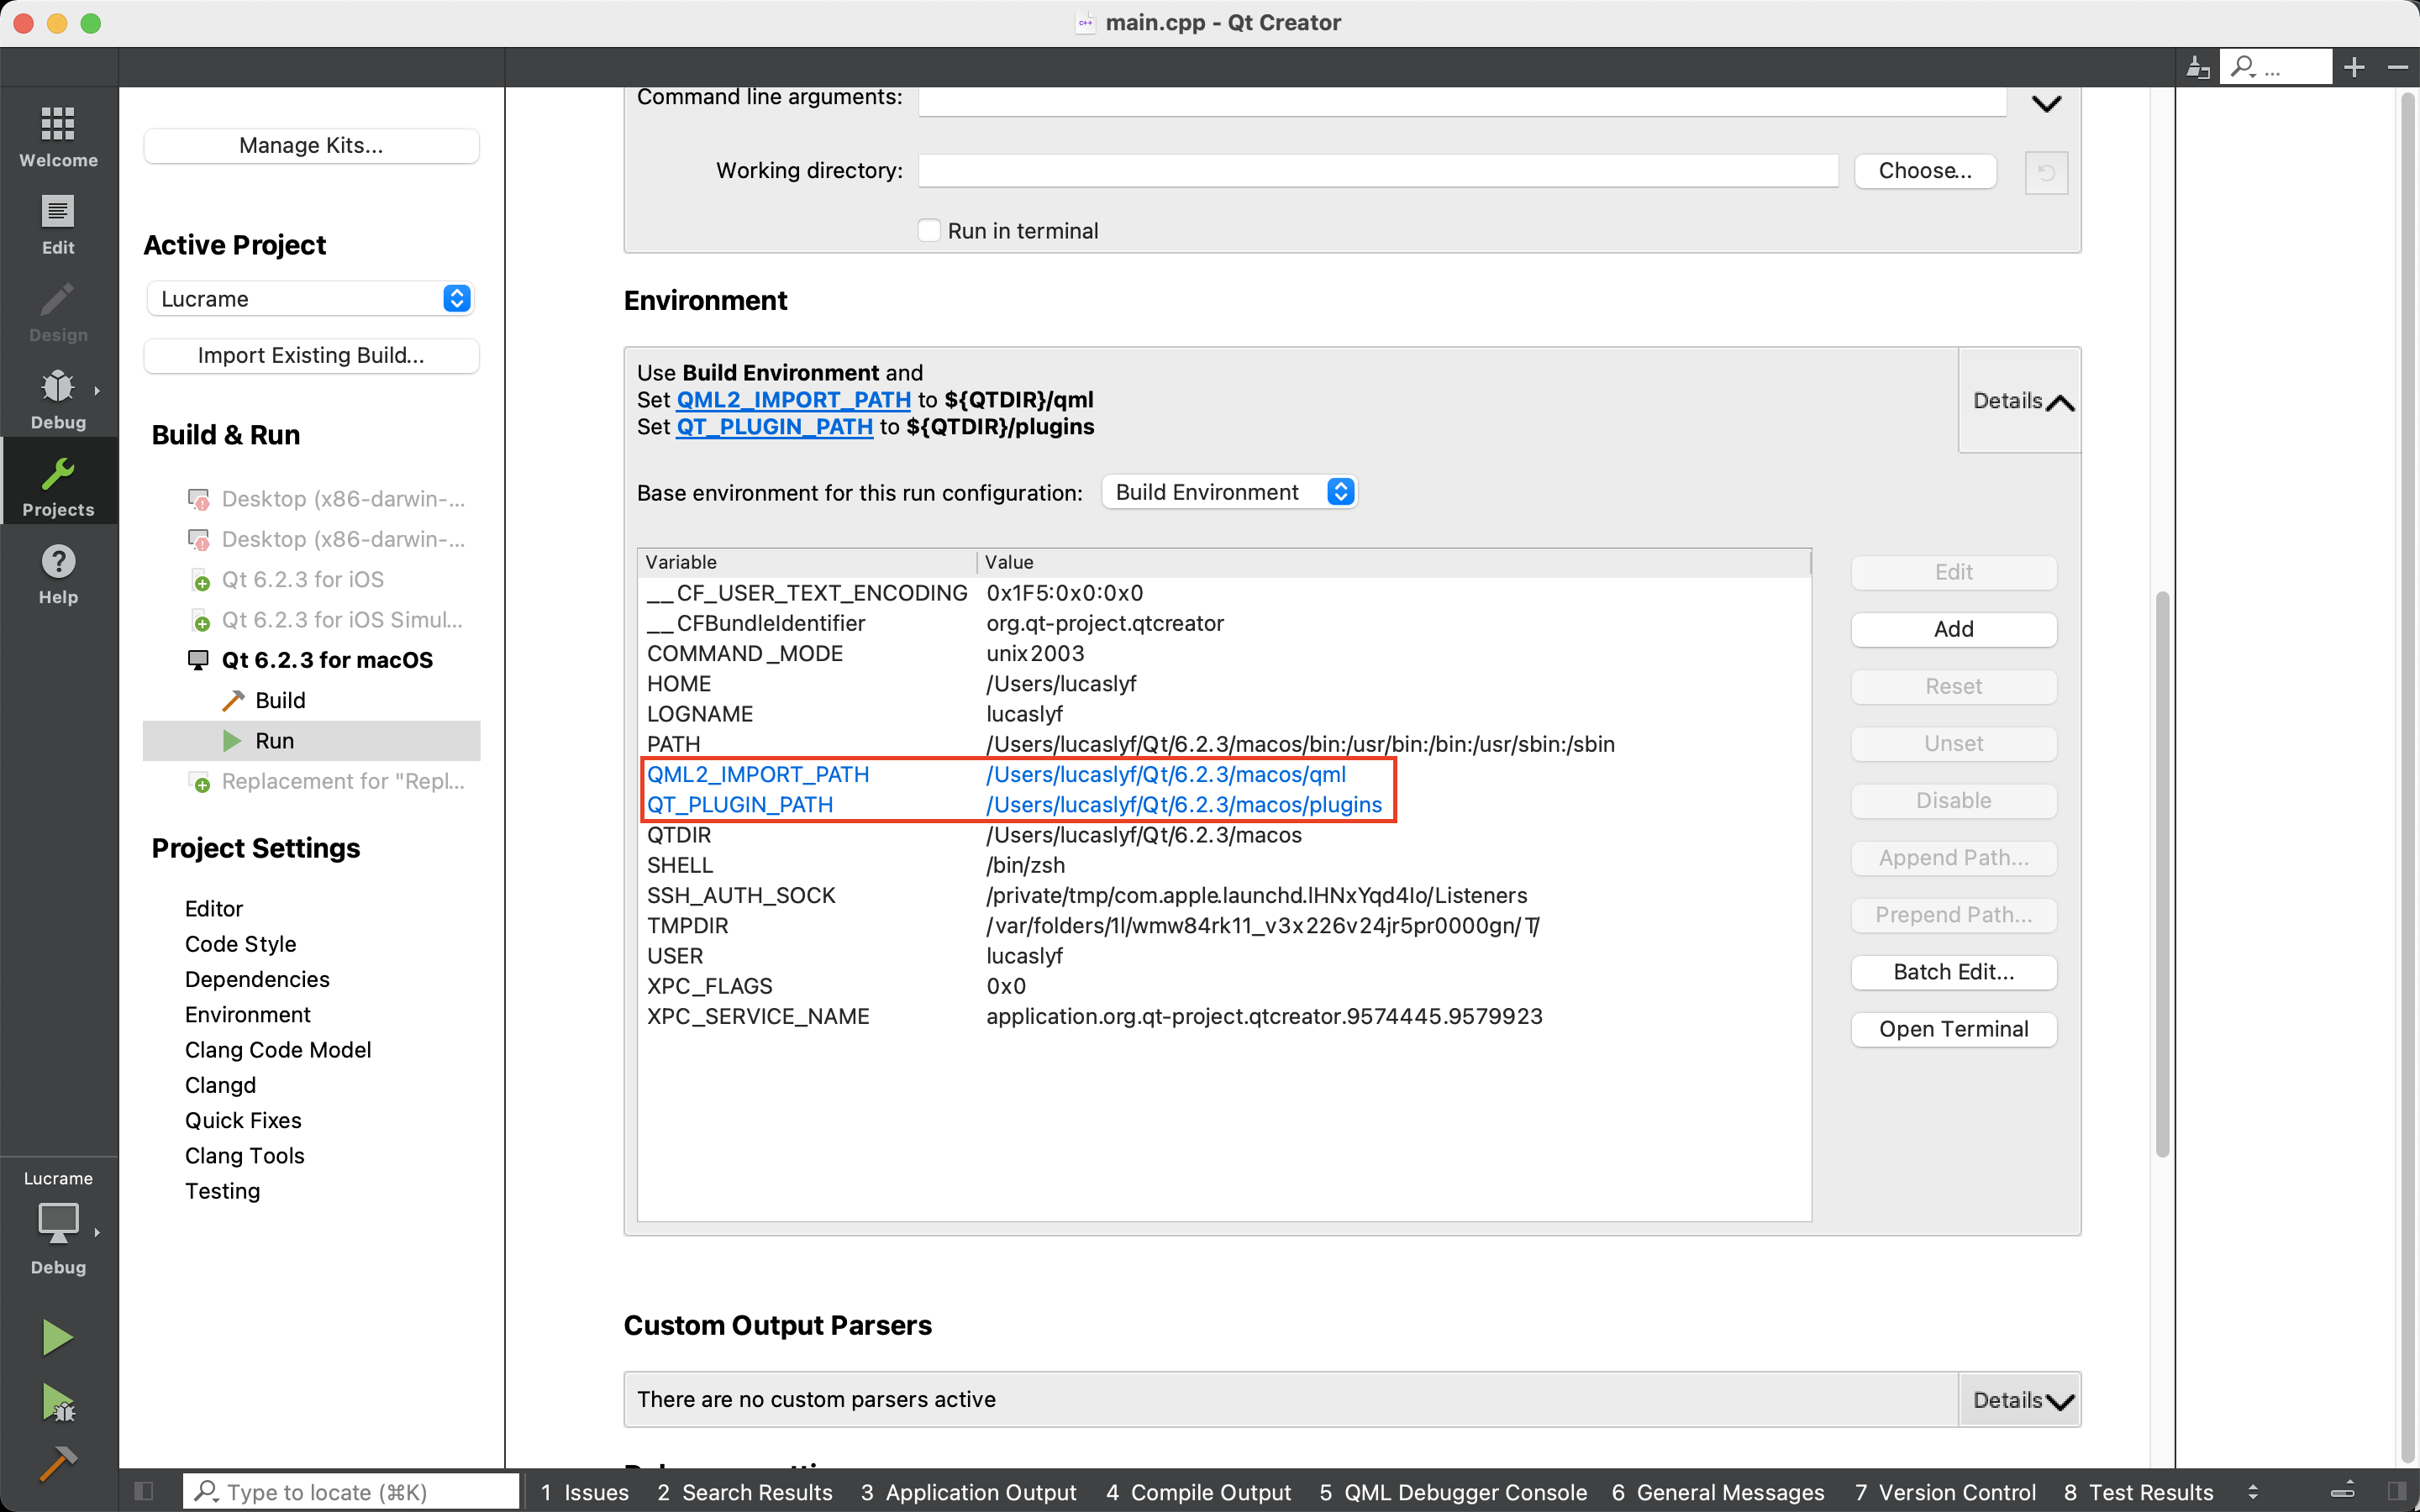 main.cpp - Qt Creator
...
Welcome
Edit
Design
Debug
Projects
Help
Lucrame
Debug
Manage Kits...
Active Project
Lucrame
Import Existing Build...
Build & Run
Desktop (x86-darwin-...
Desktop (x86-darwin-...
Qt 6.2.3 for iOS
Qt 6.2.3 for iOS Simul...
Qt 6.2.3 for macOS
Build
Run
Replacement for "Repl...
Project Settings
Editor
Code Style
Dependencies
Environment
Clang Code Model
Clangd
Quick Fixes
Clang Tools
Testing
Command line arguments:
Working directory:
Choose...
Run in terminal
Environment
Use Build Environment and
Set QML2_IMPORT_PATH to ${QTDIR}/qml
Set QT_PLUGIN_PATH to ${QTDIR}/plugins
Details
Base environment for this run configuration: Build Environment
Variable Value
__CF_USER_TEXT_ENCODING 0x1F5:0x0:0x0
__CFBundleIdentifier org.qt-project.qtcreator
COMMAND_MODE unix2003
HOME /Users/lucaslyf
LOGNAME lucaslyf
PATH /Users/lucaslyf/Qt/6.2.3/macos/bin:/usr/bin:/bin:/usr/sbin:/sbin
QML2_IMPORT_PATH /Users/lucaslyf/Qt/6.2.3/macos/qml
QT_PLUGIN_PATH /Users/lucaslyf/Qt/6.2.3/macos/plugins
QTDIR /Users/lucaslyf/Qt/6.2.3/macos
SHELL /bin/zsh
SSH_AUTH_SOCK /private/tmp/com.apple.launchd.lHNxYqd4Io/Listeners
TMPDIR /var/folders/1l/wmw84rk11_v3x226v24jr5pr0000gn/T/
USER lucaslyf
XPC_FLAGS 0x0
XPC_SERVICE_NAME application.org.qt-project.qtcreator.9574445.9579923
Edit
Add
Reset
Unset
Disable
Append Path...
Prepend Path...
Batch Edit...
Open Terminal
Custom Output Parsers
There are no custom parsers active
Details
Type to locate (⌘K)
1 Issues 2 Search Results 3 Application Output 4 Compile Output 5 QML Debugger Console 6 General Messages 7 Version Control 8 Test Results